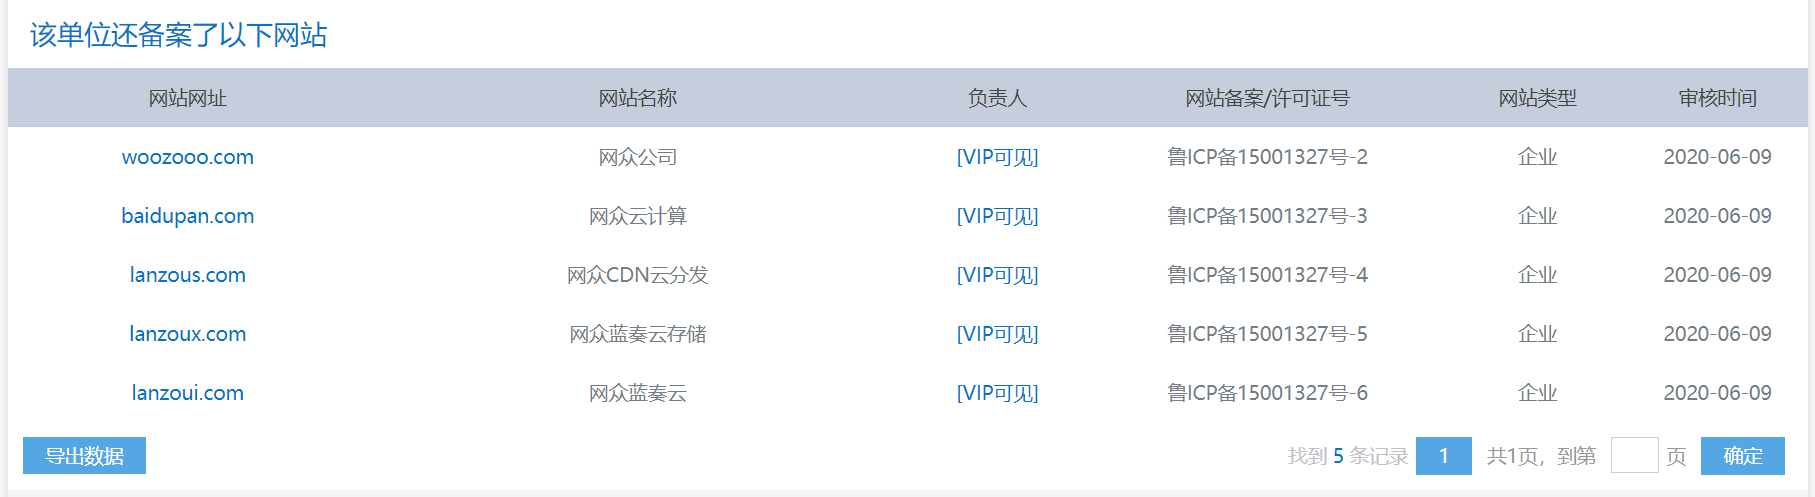 该单位还备案了以下网站
网站网址 网站名称 负责人 网站备案/许可证号 网站类型 审核时间
woozooo.com 网众公司 [VIP可见] 鲁ICP备15001327号-2 企业 2020-06-09
baidupan.com 网众云计算 [VIP可见] 鲁ICP备15001327号-3 企业 2020-06-09
lanzous.com 网众CDN云分发 [VIP可见] 鲁ICP备15001327号-4 企业 2020-06-09
lanzoux.com 网众蓝奏云存储 [VIP可见] 鲁ICP备15001327号-5 企业 2020-06-09
lanzoui.com 网众蓝奏云 [VIP可见] 鲁ICP备15001327号-6 企业 2020-06-09
导出数据 找到 5 条记录 1 共1页，到第 页 确定